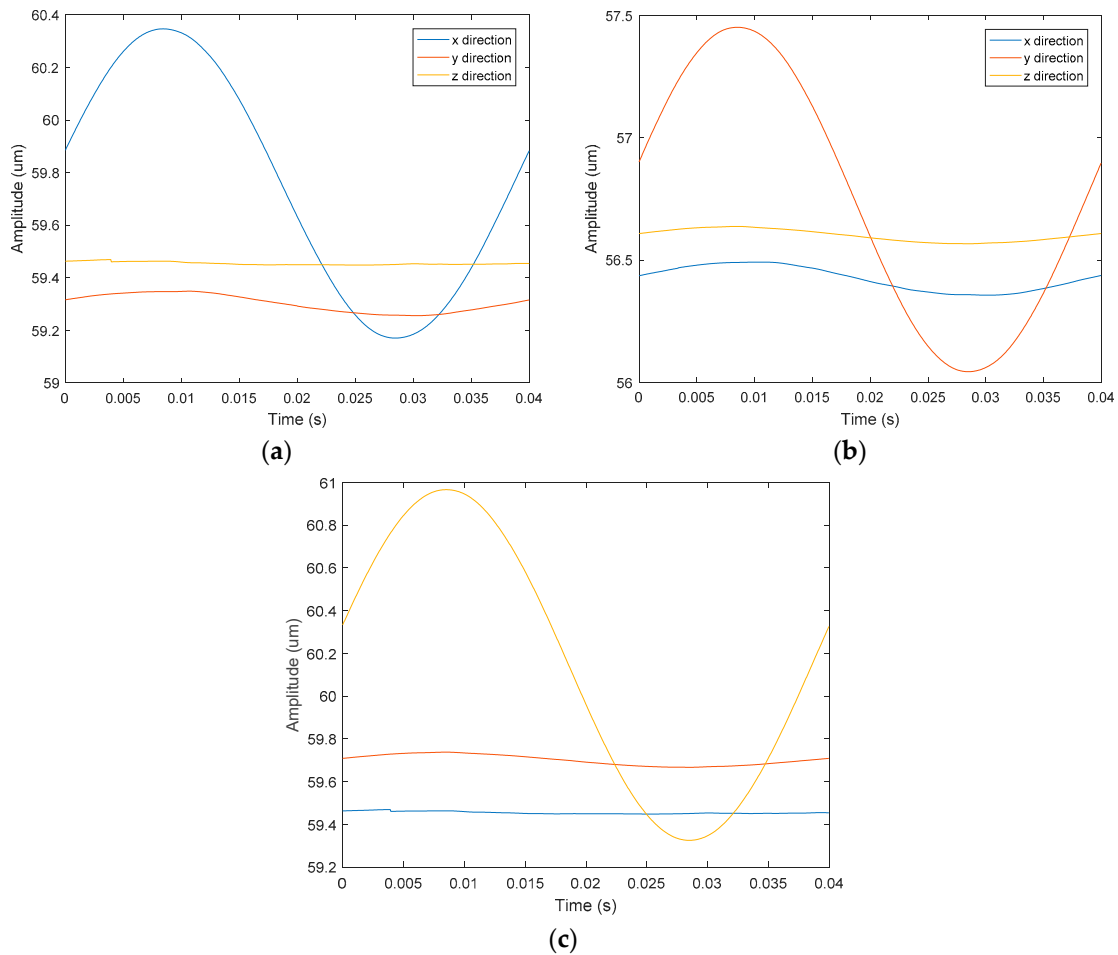 60.4
60.2
60
59.8
59.6
59.4
59.2
59
Amplitude (um)
x direction
y direction
z direction
0 0.005 0.01 0.015 0.02 0.025 0.03 0.035 0.04
Time (s)
(a)
57.5
57
56.5
56
Amplitude (um)
x direction
y direction
z direction
0 0.005 0.01 0.015 0.02 0.025 0.03 0.035 0.04
Time (s)
(b)
61
60.8
60.6
60.4
60.2
60
59.8
59.6
59.4
59.2
Amplitude (um)
0 0.005 0.01 0.015 0.02 0.025 0.03 0.035 0.04
Time (s)
(c)